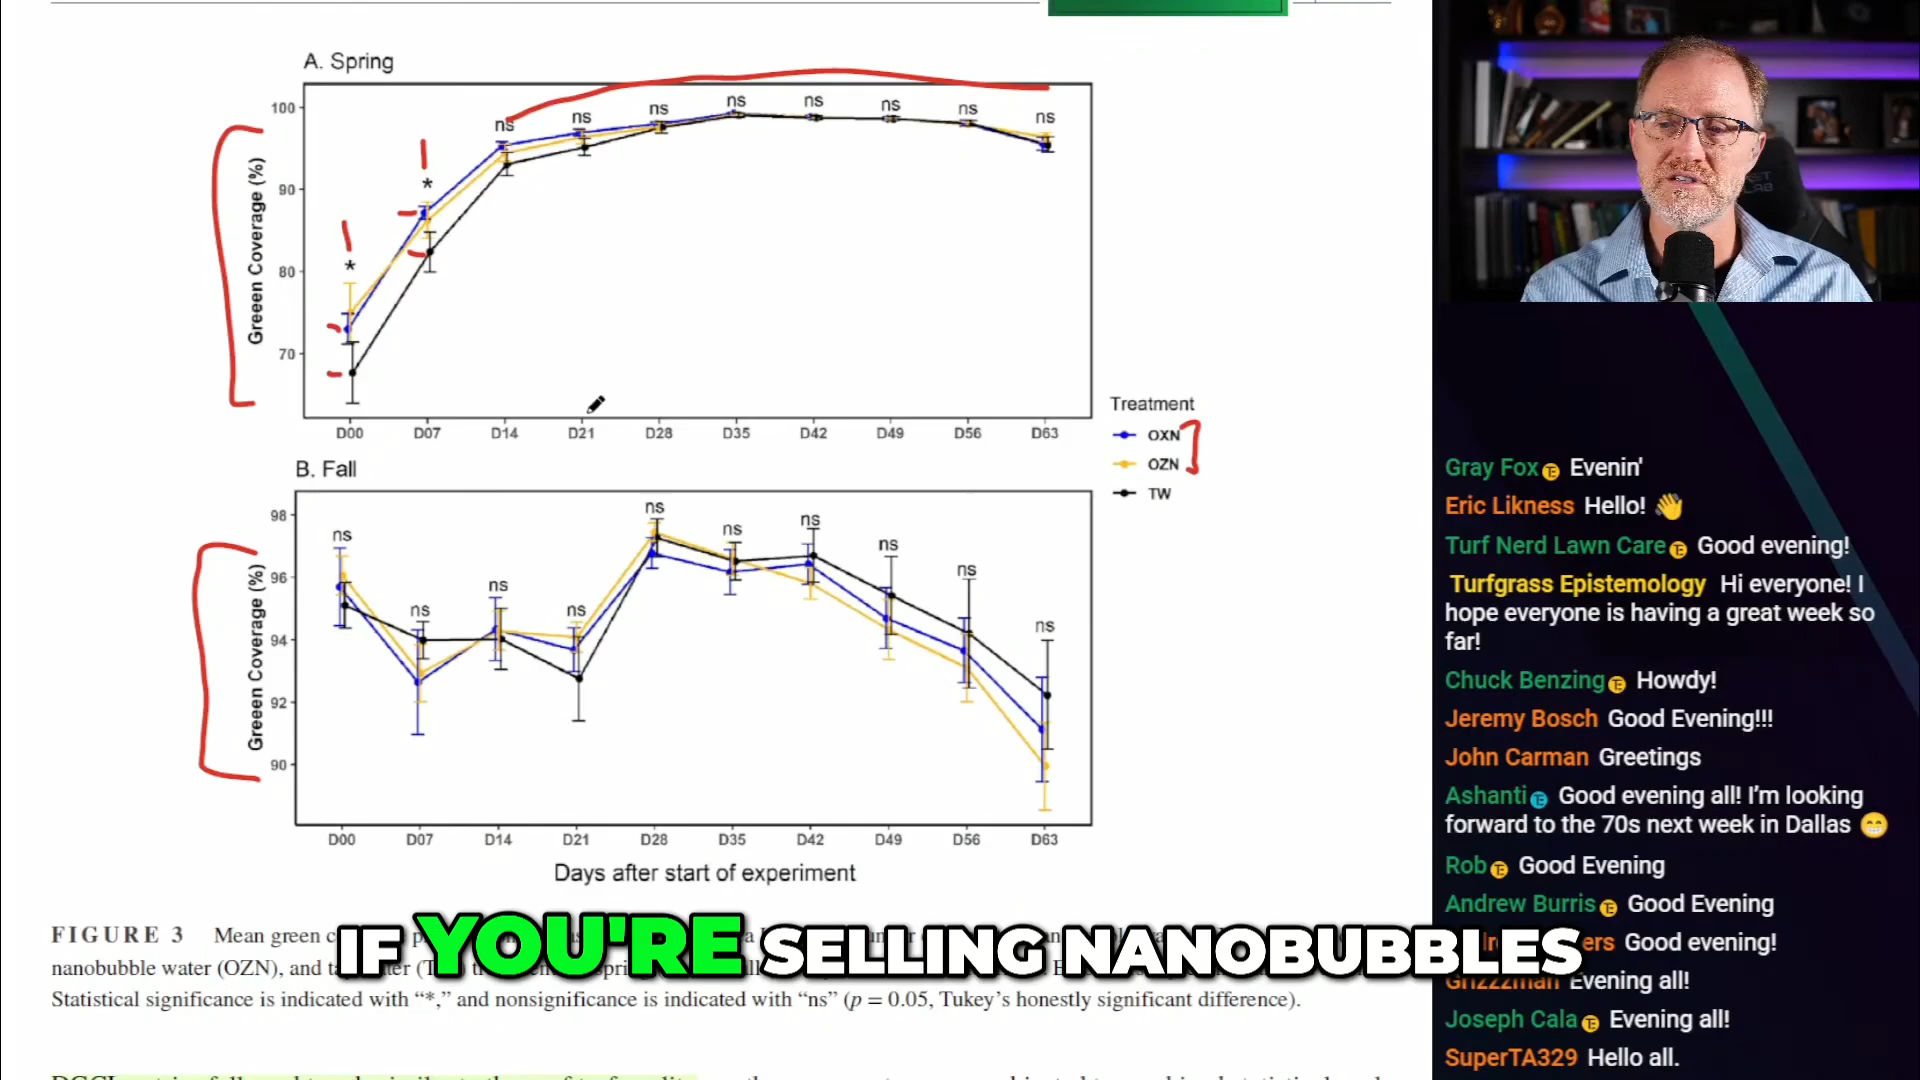 A. Spring
ns ns ns ns ns ns ns ns
* *
100
90
80
70
Green Coverage (%)
D00 D07 D14 D21 D28 D35 D42 D49 D56 D63
Treatment
OXN
OZN
TW
B. Fall
ns ns ns ns ns ns ns ns ns ns
98
96
94
92
90
Greeen Coverage (%)
D00 D07 D14 D21 D28 D35 D42 D49 D56 D63
Days after start of experiment
FIGURE 3 Mean green
nanobubble water (OZN), and
Statistical significance is indicated with “*,” and nonsignificance is indicated with “ns” (p = 0.05, Tukey’s honestly significant difference).
IF YOU'RE SELLING NANOBUBBLES
Gray Fox Evenin'
Eric Likness Hello! 👋
Turf Nerd Lawn Care Good evening!
Turfgrass Epistemology Hi everyone! I
hope everyone is having a great week so
far!
Chuck Benzing Howdy!
Jeremy Bosch Good Evening!!!
John Carman Greetings
Ashanti Good evening all! I’m looking
forward to the 70s next week in Dallas 😁
Rob Good Evening
Andrew Burris Good Evening
Good evening!
Grizzzman Evening all!
Joseph Cala Evening all!
SuperTA329 Hello all.